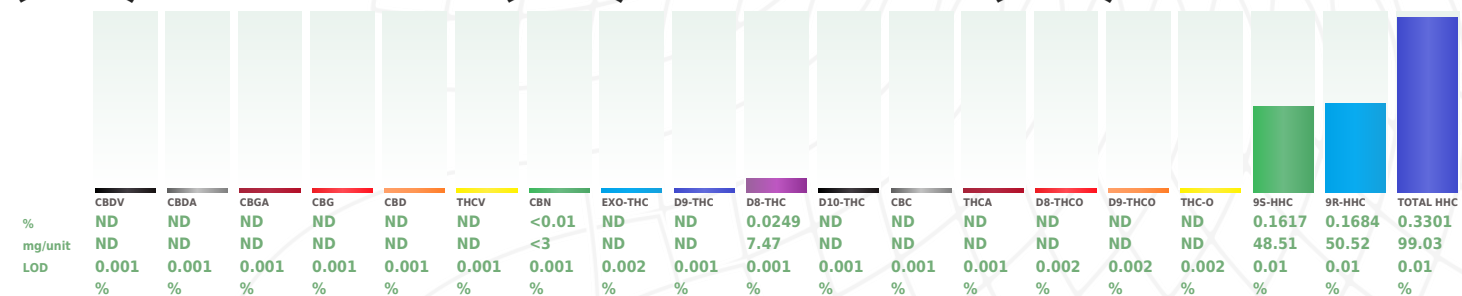 CBDV CBDA CBGA CBG CBD THCV CBN EXO-THC D9-THC D8-THC D10-THC CBC THCA D8-THCO D9-THCO THC-O 9S-HHC 9R-HHC TOTAL HHC
% ND ND ND ND ND ND <0.01 ND ND 0.0249 ND ND ND ND ND ND 0.1617 0.1684 0.3301
mg/unit ND ND ND ND ND ND <3 ND ND 7.47 ND ND ND ND ND ND 48.51 50.52 99.03
LOD 0.001 0.001 0.001 0.001 0.001 0.001 0.001 0.002 0.001 0.001 0.001 0.001 0.001 0.002 0.002 0.002 0.01 0.01 0.01
% % % % % % % % % % % % % % % % % % %